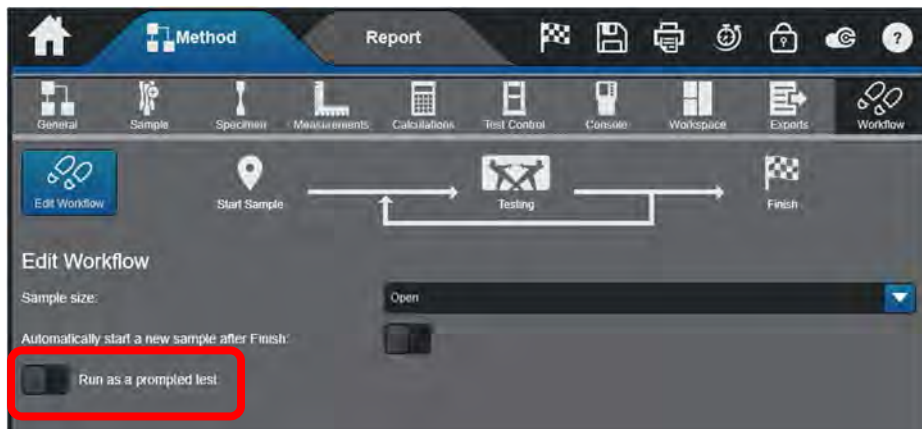 Method
Report
?
General
Sample
Specimen
Measurements
Calculations
Test Control
Console
Workspace
Exports
Workflow
Edit Workflow
Start Sample
Testing
Finish
Edit Workflow
Sample size:
Open
Automatically start a new sample after Finish:
Run as a prompted test